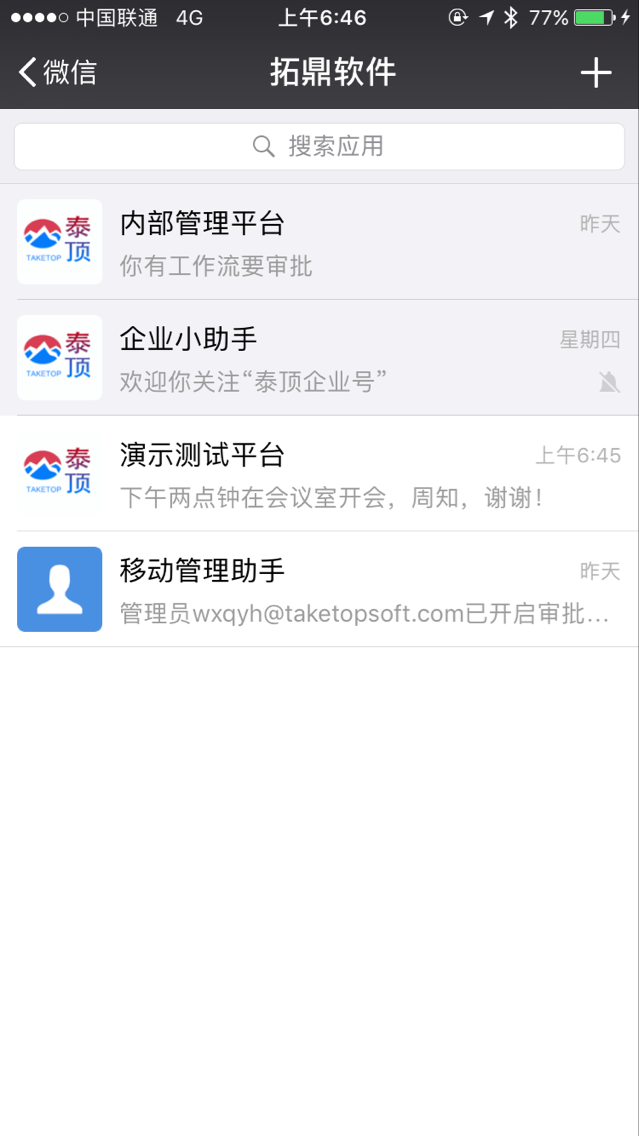 中国联通 4G 上午6:46 77%
微信 拓鼎软件
搜索应用
泰顶 TAKETOP
内部管理平台 昨天
你有工作流要审批
泰顶 TAKETOP
企业小助手 星期四
欢迎你关注“泰顶企业号”
泰顶 TAKETOP
演示测试平台 上午6:45
下午两点钟在会议室开会，周知，谢谢！
移动管理助手 昨天
管理员wxqyh@taketopsoft.com已开启审批...